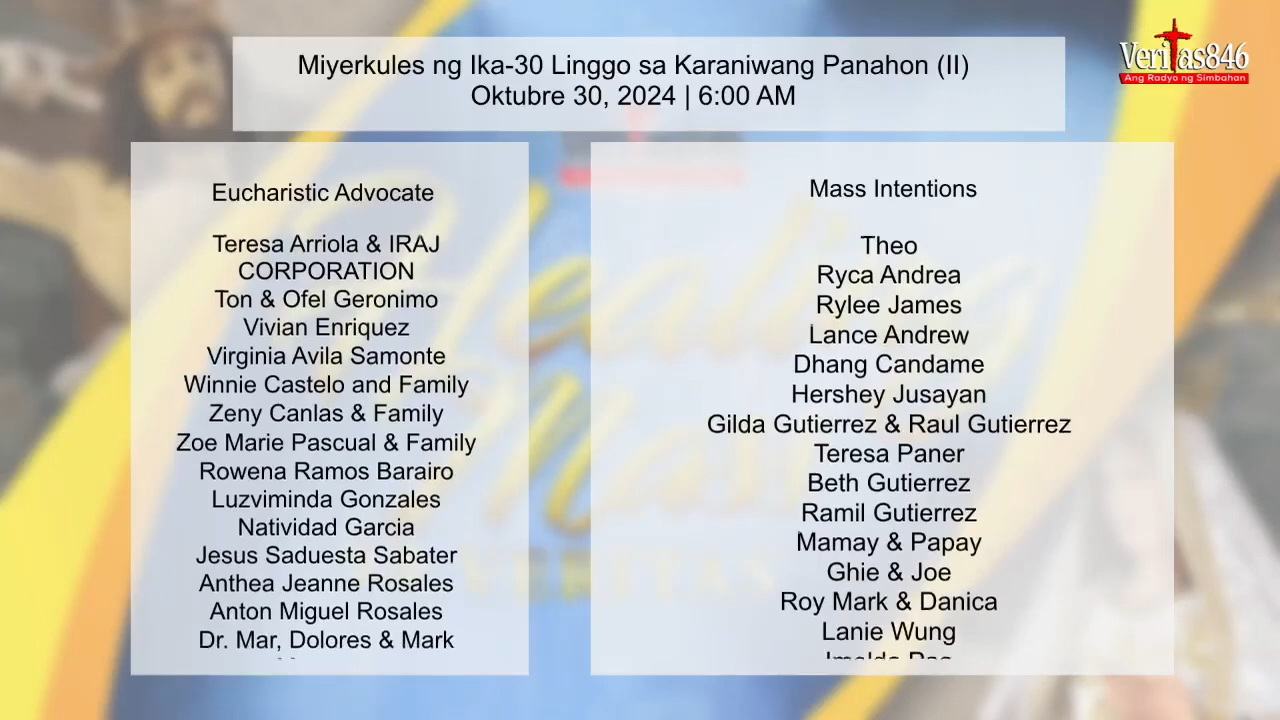 Miyerkules ng Ika-30 Linggo sa Karaniwang Panahon (II)
Oktubre 30, 2024 | 6:00 AM
Veritas846
Ang Radyo ng Simbahan
Eucharistic Advocate
Teresa Arriola & IRAJ
CORPORATION
Ton & Ofel Geronimo
Vivian Enriquez
Virginia Avila Samonte
Winnie Castelo and Family
Zeny Canlas & Family
Zoe Marie Pascual & Family
Rowena Ramos Barairo
Luzviminda Gonzales
Natividad Garcia
Jesus Saduesta Sabater
Anthea Jeanne Rosales
Anton Miguel Rosales
Dr. Mar, Dolores & Mark
Mass Intentions
Theo
Ryca Andrea
Rylee James
Lance Andrew
Dhang Candame
Hershey Jusayan
Gilda Gutierrez & Raul Gutierrez
Teresa Paner
Beth Gutierrez
Ramil Gutierrez
Mamay & Papay
Ghie & Joe
Roy Mark & Danica
Lanie Wung
Healing
Mass
VERITAS